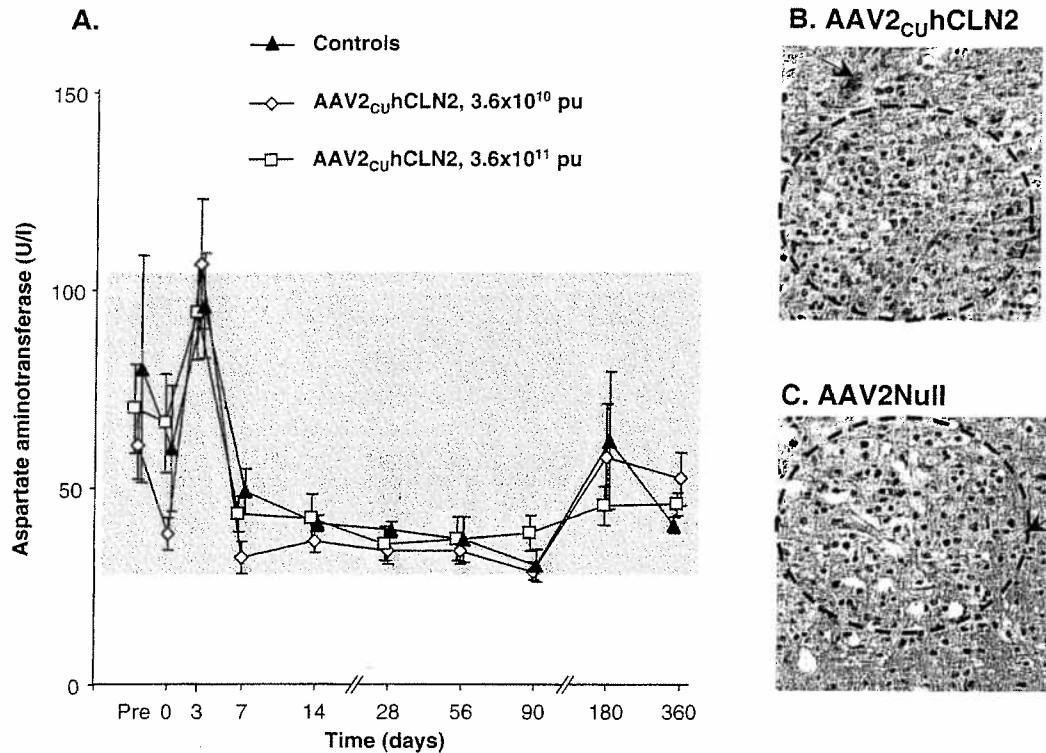 A.
Controls
AAV2CUhCLN2, 3.6x10¹⁰ pu
AAV2CUhCLN2, 3.6x10¹¹ pu
Aspartate aminotransferase (U/l)
150
100
50
0
Pre 0 3 7 14 28 56 90 180 360
Time (days)
B. AAV2CUhCLN2
C. AAV2Null